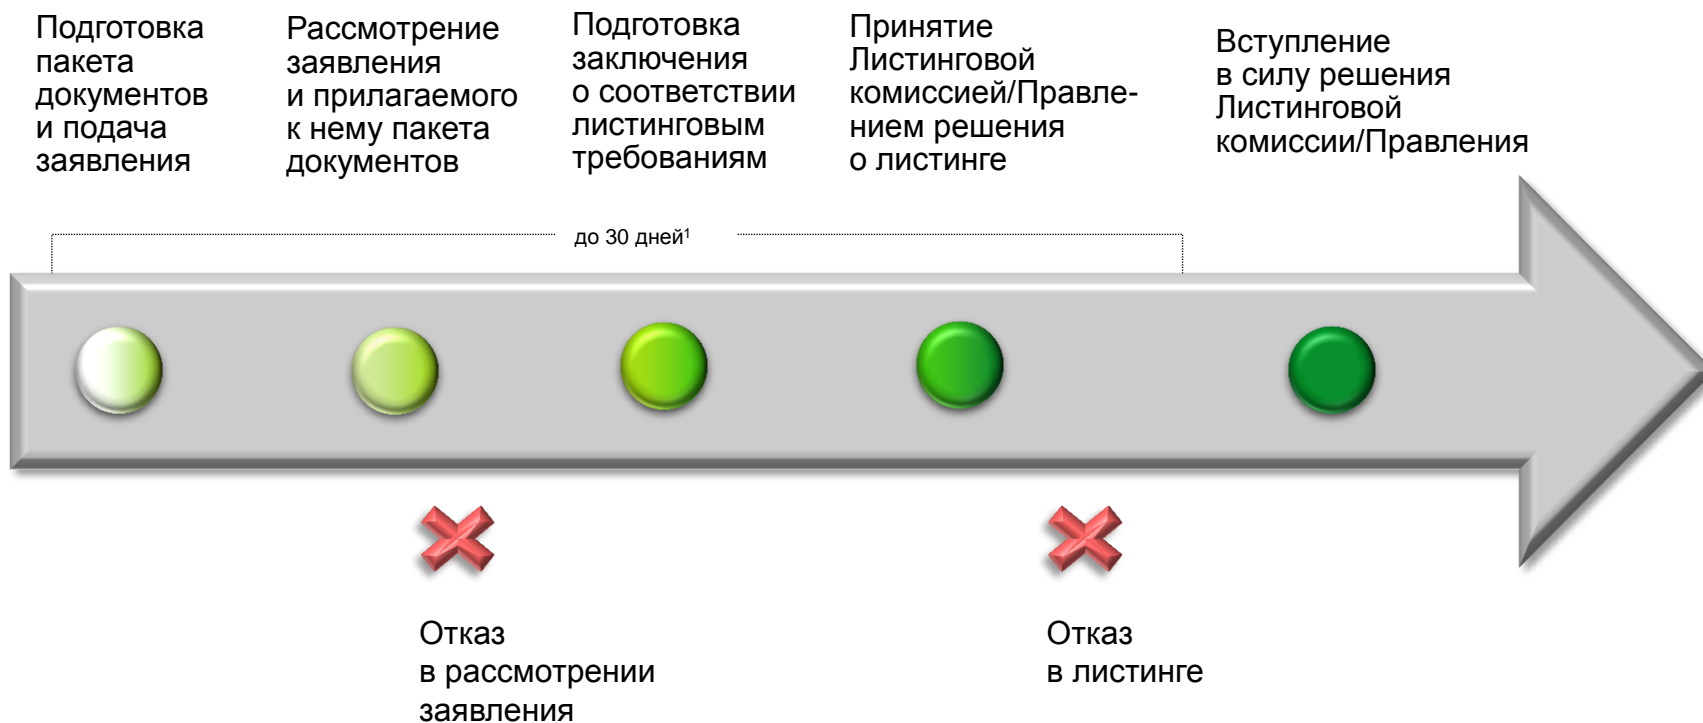 Подготовка
пакета
документов
и подача
заявления
Рассмотрение
заявления
и прилагаемого
к нему пакета
документов
Подготовка
заключения
о соответствии
листинговым
требованиям
Принятие
Листинговой
комиссией/Правле-
нием решения
о листинге
Вступление
в силу решения
Листинговой
комиссии/Правления
до 30 дней¹
Отказ
в рассмотрении
заявления
Отказ
в листинге